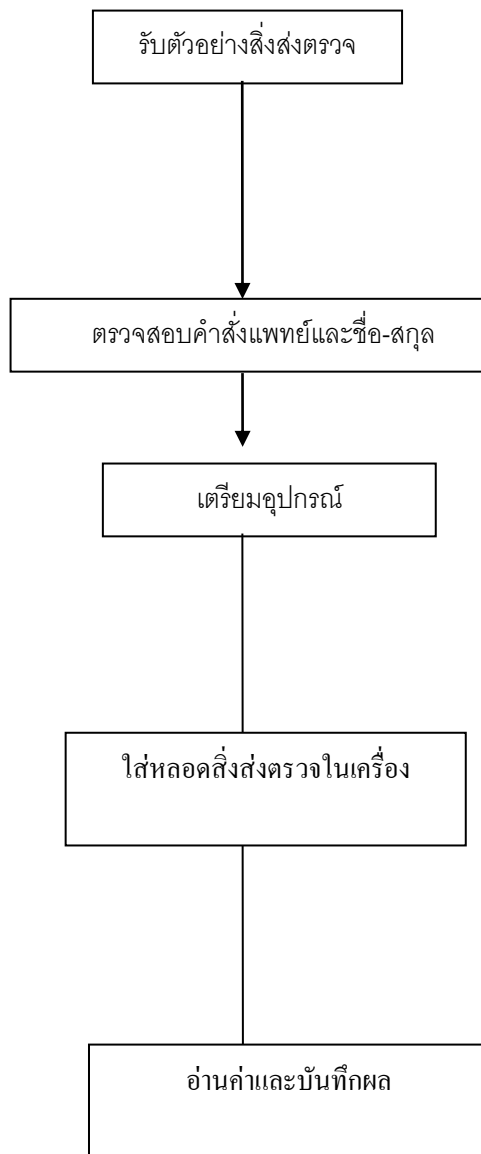 รับตัวอย่างสิ่งส่งตรวจ
ตรวจสอบคำสั่งแพทย์และชื่อ-สกุล
เตรียมอุปกรณ์
ใส่หลอดสิ่งส่งตรวจในเครื่อง
อ่านค่าและบันทึกผล